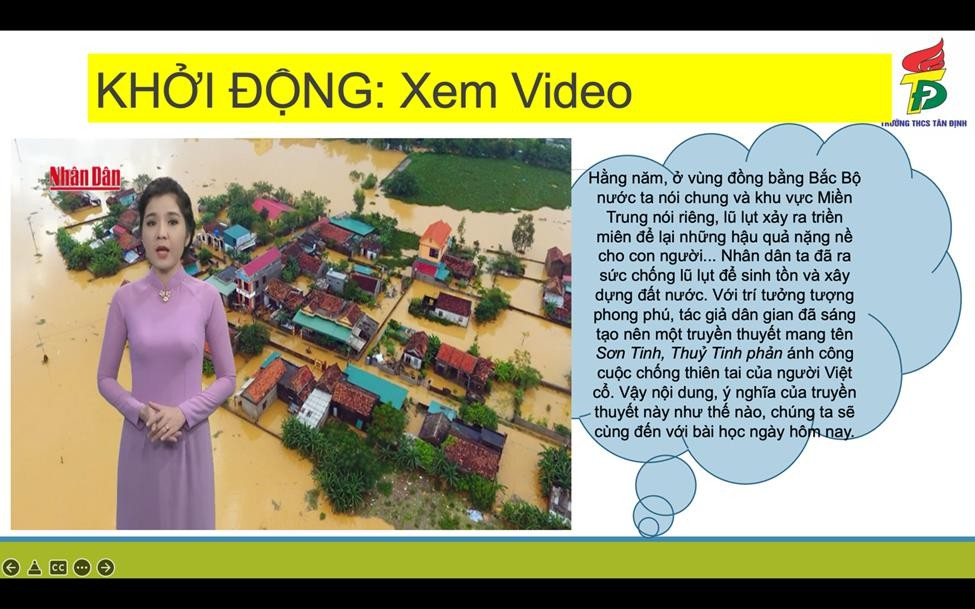 KHỞI ĐỘNG: Xem Video
TRƯỜNG THCS TÂN ĐỊNH
Nhân Dân
Hằng năm, ở vùng đồng bằng Bắc Bộ
nước ta nói chung và khu vực Miền
Trung nói riêng, lũ lụt xảy ra triền
miên để lại những hậu quả nặng nề
cho con người... Nhân dân ta đã ra
sức chống lũ lụt để sinh tồn và xây
dựng đất nước. Với trí tưởng tượng
phong phú, tác giả dân gian đã sáng
tạo nên một truyền thuyết mang tên
Sơn Tinh, Thuỷ Tinh phản ánh công
cuộc chống thiên tai của người Việt
cổ. Vậy nội dung, ý nghĩa của truyền
thuyết này như thế nào, chúng ta sẽ
cùng đến với bài học ngày hôm nay.
CC